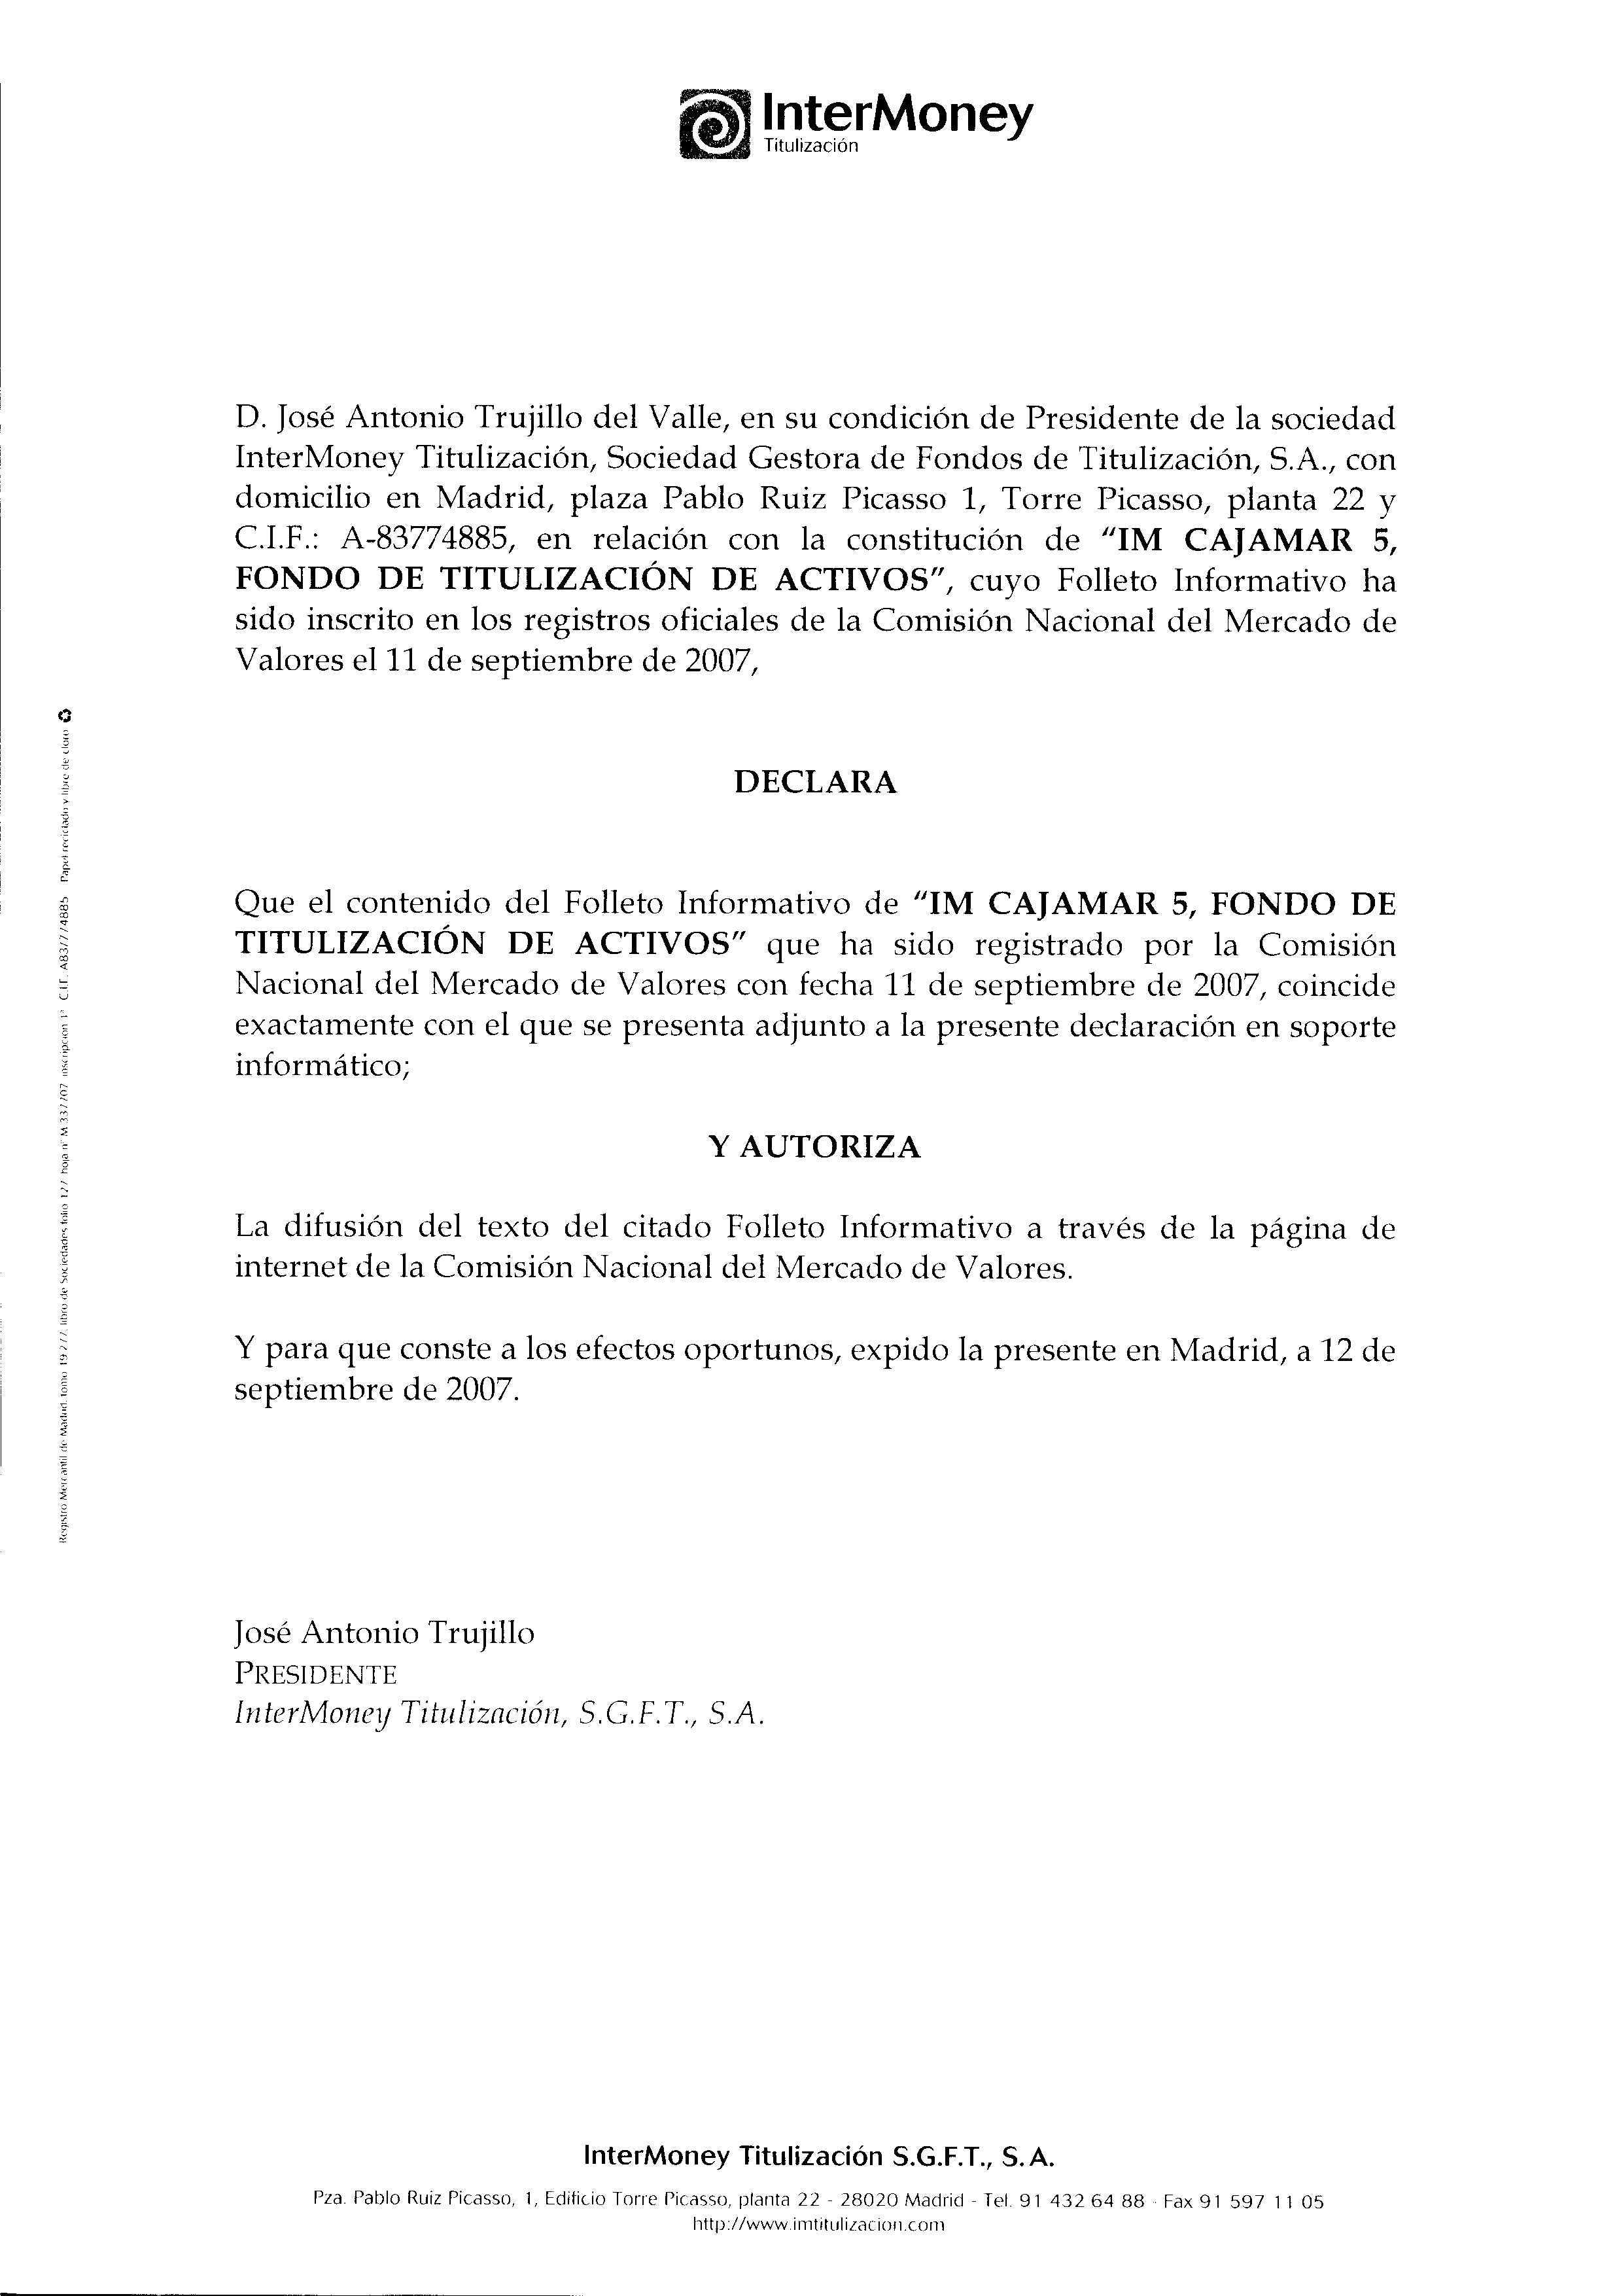 InterMoney
Titulización
D. José Antonio Trujillo del Valle, en su condición de Presidente de la sociedad
InterMoney Titulización, Sociedad Gestora de Fondos de Titulización, S.A., con
domicilio en Madrid, plaza Pablo Ruiz Picasso 1, Torre Picasso, planta 22 y
C.I.F.: A-83774885, en relación con la constitución de "IM CAJAMAR 5,
FONDO DE TITULIZACIÓN DE ACTIVOS", cuyo Folleto Informativo ha
sido inscrito en los registros oficiales de la Comisión Nacional del Mercado de
Valores el 11 de septiembre de 2007,
DECLARA
Que el contenido del Folleto Informativo de "IM CAJAMAR 5, FONDO DE
TITULIZACIÓN DE ACTIVOS" que ha sido registrado por la Comisión
Nacional del Mercado de Valores con fecha 11 de septiembre de 2007, coincide
exactamente con el que se presenta adjunto a la presente declaración en soporte
informático;
Y AUTORIZA
La difusión del texto del citado Folleto Informativo a través de la página de
internet de la Comisión Nacional del Mercado de Valores.
Y para que conste a los efectos oportunos, expido la presente en Madrid, a 12 de
septiembre de 2007.
José Antonio Trujillo
PRESIDENTE
InterMoney Titulización, S.G.F.T., S.A.
Registro Mercantil de Madrid, tomo 19.277, libro de Sociedades folio 127 hoja nº M 337707 inscripcion 1ª C.I.F. A83774885 Papel reciclado y libre de cloro
InterMoney Titulización S.G.F.T., S.A.
Pza. Pablo Ruiz Picasso, 1, Edificio Torre Picasso, planta 22 - 28020 Madrid - Tel. 91 432 64 88 - Fax 91 597 11 05
http://www.imtitulizacion.com